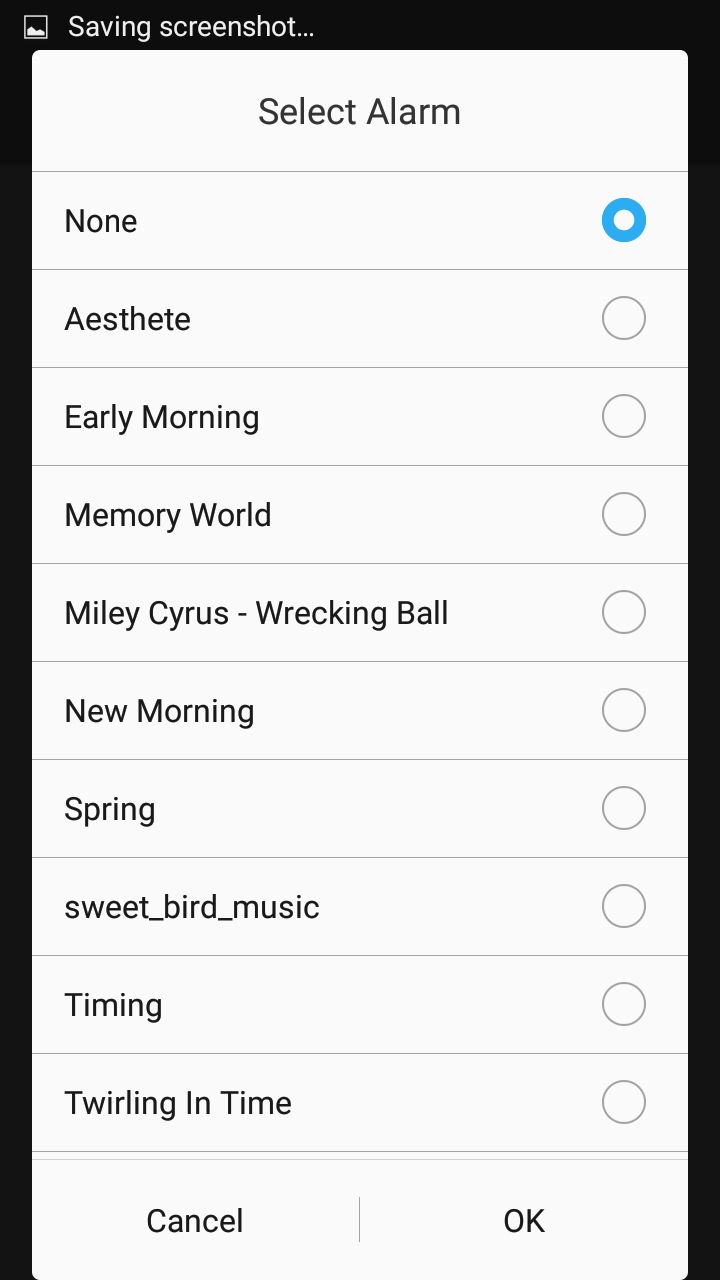 Saving screenshot...
Select Alarm
None
Aesthete
Early Morning
Memory World
Miley Cyrus - Wrecking Ball
New Morning
Spring
sweet_bird_music
Timing
Twirling In Time
Cancel
OK